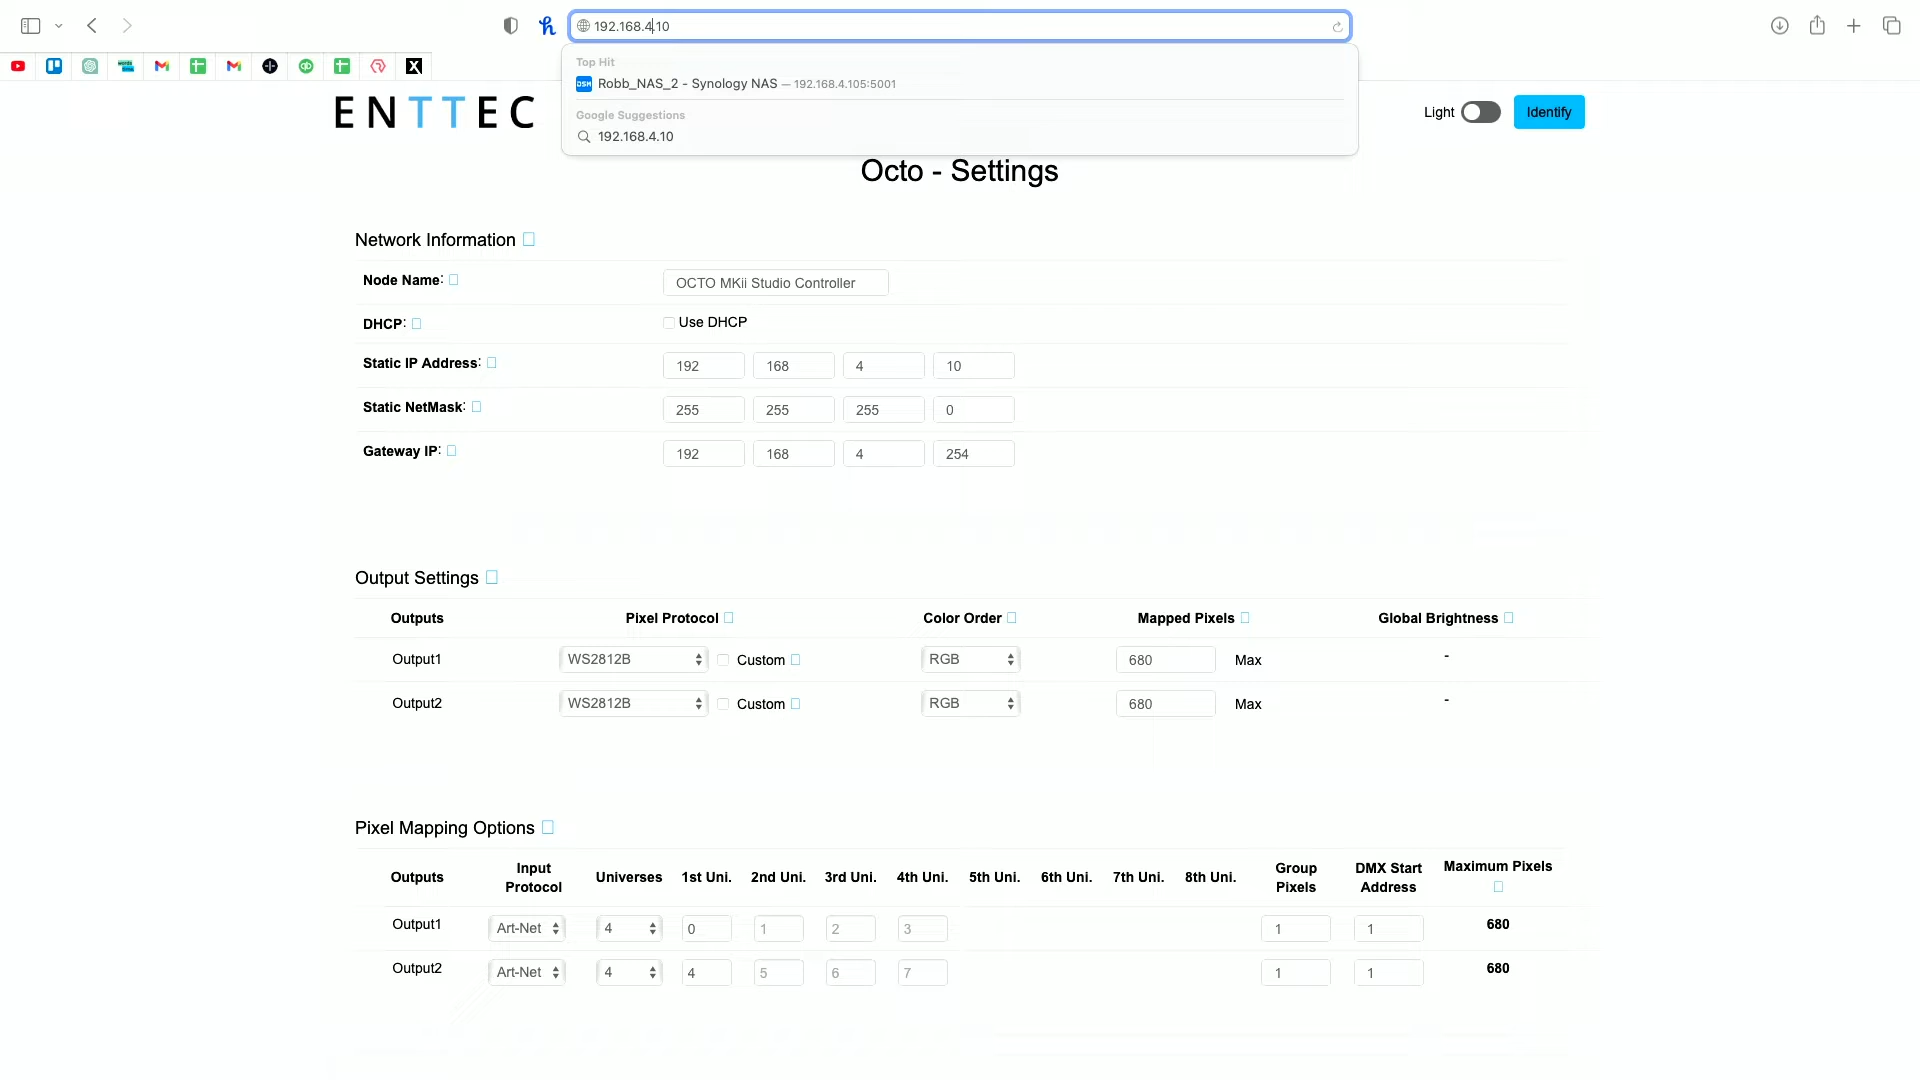 192.168.4.10
Top Hit
Robb_NAS_2 - Synology NAS — 192.168.4.105:5001
Google Suggestions
192.168.4.10
ENTTEC
Light
Identify
Octo - Settings
Network Information
Node Name: OCTO MKii Studio Controller
DHCP: Use DHCP
Static IP Address: 192 168 4 10
Static NetMask: 255 255 255 0
Gateway IP: 192 168 4 254
Output Settings
Outputs Pixel Protocol Color Order Mapped Pixels Global Brightness
Output1 WS2812B Custom RGB 680 Max -
Output2 WS2812B Custom RGB 680 Max -
Pixel Mapping Options
Outputs Input Protocol Universes 1st Uni. 2nd Uni. 3rd Uni. 4th Uni. 5th Uni. 6th Uni. 7th Uni. 8th Uni. Group Pixels DMX Start Address Maximum Pixels
Output1 Art-Net 4 0 1 2 3 1 1 680
Output2 Art-Net 4 4 5 6 7 1 1 680